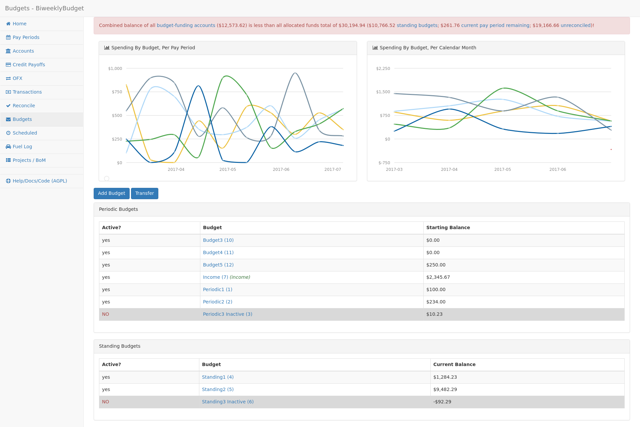 Budgets - BiweeklyBudget
Home
Pay Periods
Accounts
Credit Payoffs
OFX
Transactions
Reconcile
Budgets
Scheduled
Fuel Log
Projects / BoM
Help/Docs/Code (AGPL)
Combined balance of all budget-funding accounts ($12,573.62) is less than all allocated funds total of $30,194.94 ($10,766.52 standing budgets; $261.76 current pay period remaining; $19,166.66 unreconciled)!
Spending By Budget, Per Pay Period
$1,000
$750
$500
$250
$0
2017-04
2017-05
2017-06
2017-07
Spending By Budget, Per Calendar Month
$2,250
$1,500
$750
$0
$-750
2017-03
2017-04
2017-05
2017-06
Add Budget
Transfer
Periodic Budgets
Active? Budget Starting Balance
yes Budget3 (10) $0.00
yes Budget4 (11) $0.00
yes Budget5 (12) $250.00
yes Income (7) (income) $2,345.67
yes Periodic1 (1) $100.00
yes Periodic2 (2) $234.00
NO Periodic3 Inactive (3) $10.23
Standing Budgets
Active? Budget Current Balance
yes Standing1 (4) $1,284.23
yes Standing2 (5) $9,482.29
NO Standing3 Inactive (6) -$92.29